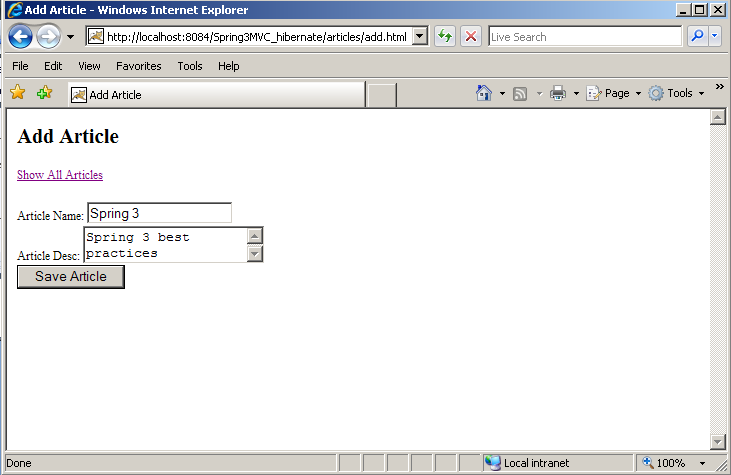 Add Article - Windows Internet Explorer
http://localhost:8084/Spring3MVC_hibernate/articles/add.html
Live Search
File Edit View Favorites Tools Help
Add Article
Page Tools »
Add Article
Show All Articles
Article Name: Spring 3
Spring 3 best
Article Desc: practices
Save Article
Done
Local intranet
100%